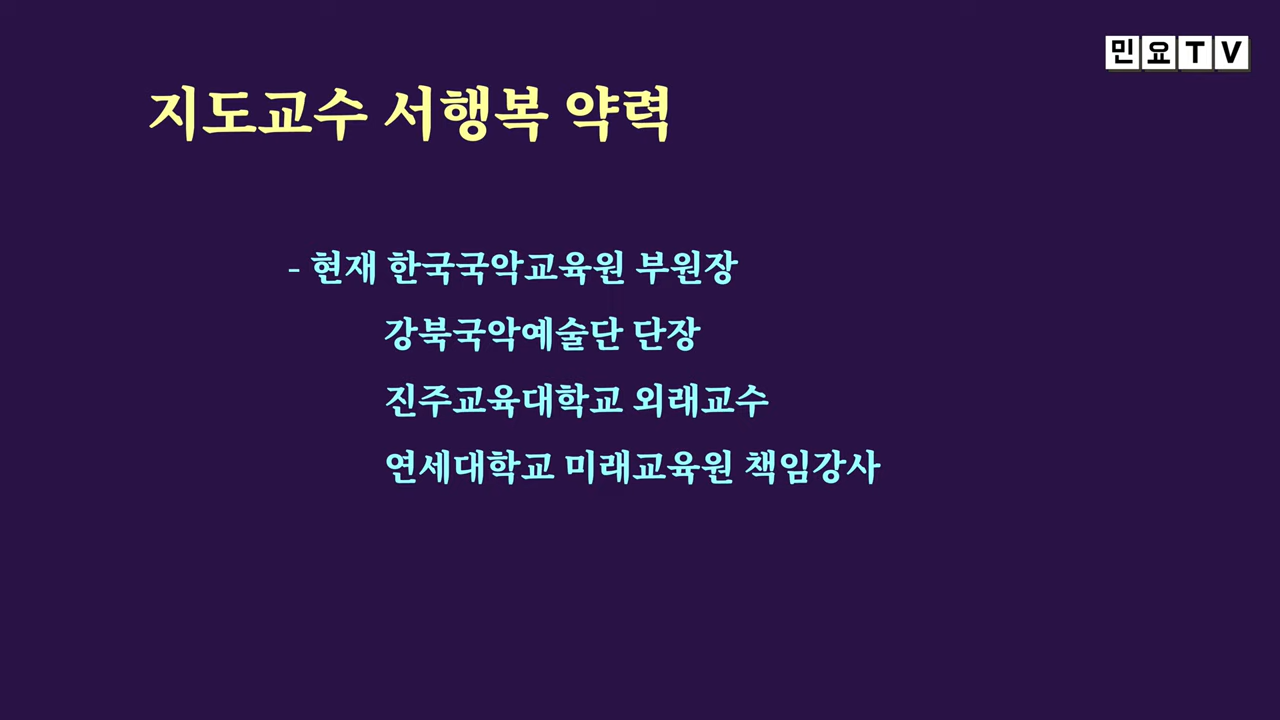 민요TV
지도교수 서행복 약력
- 현재 한국국악교육원 부원장
강북국악예술단 단장
진주교육대학교 외래교수
연세대학교 미래교육원 책임강사